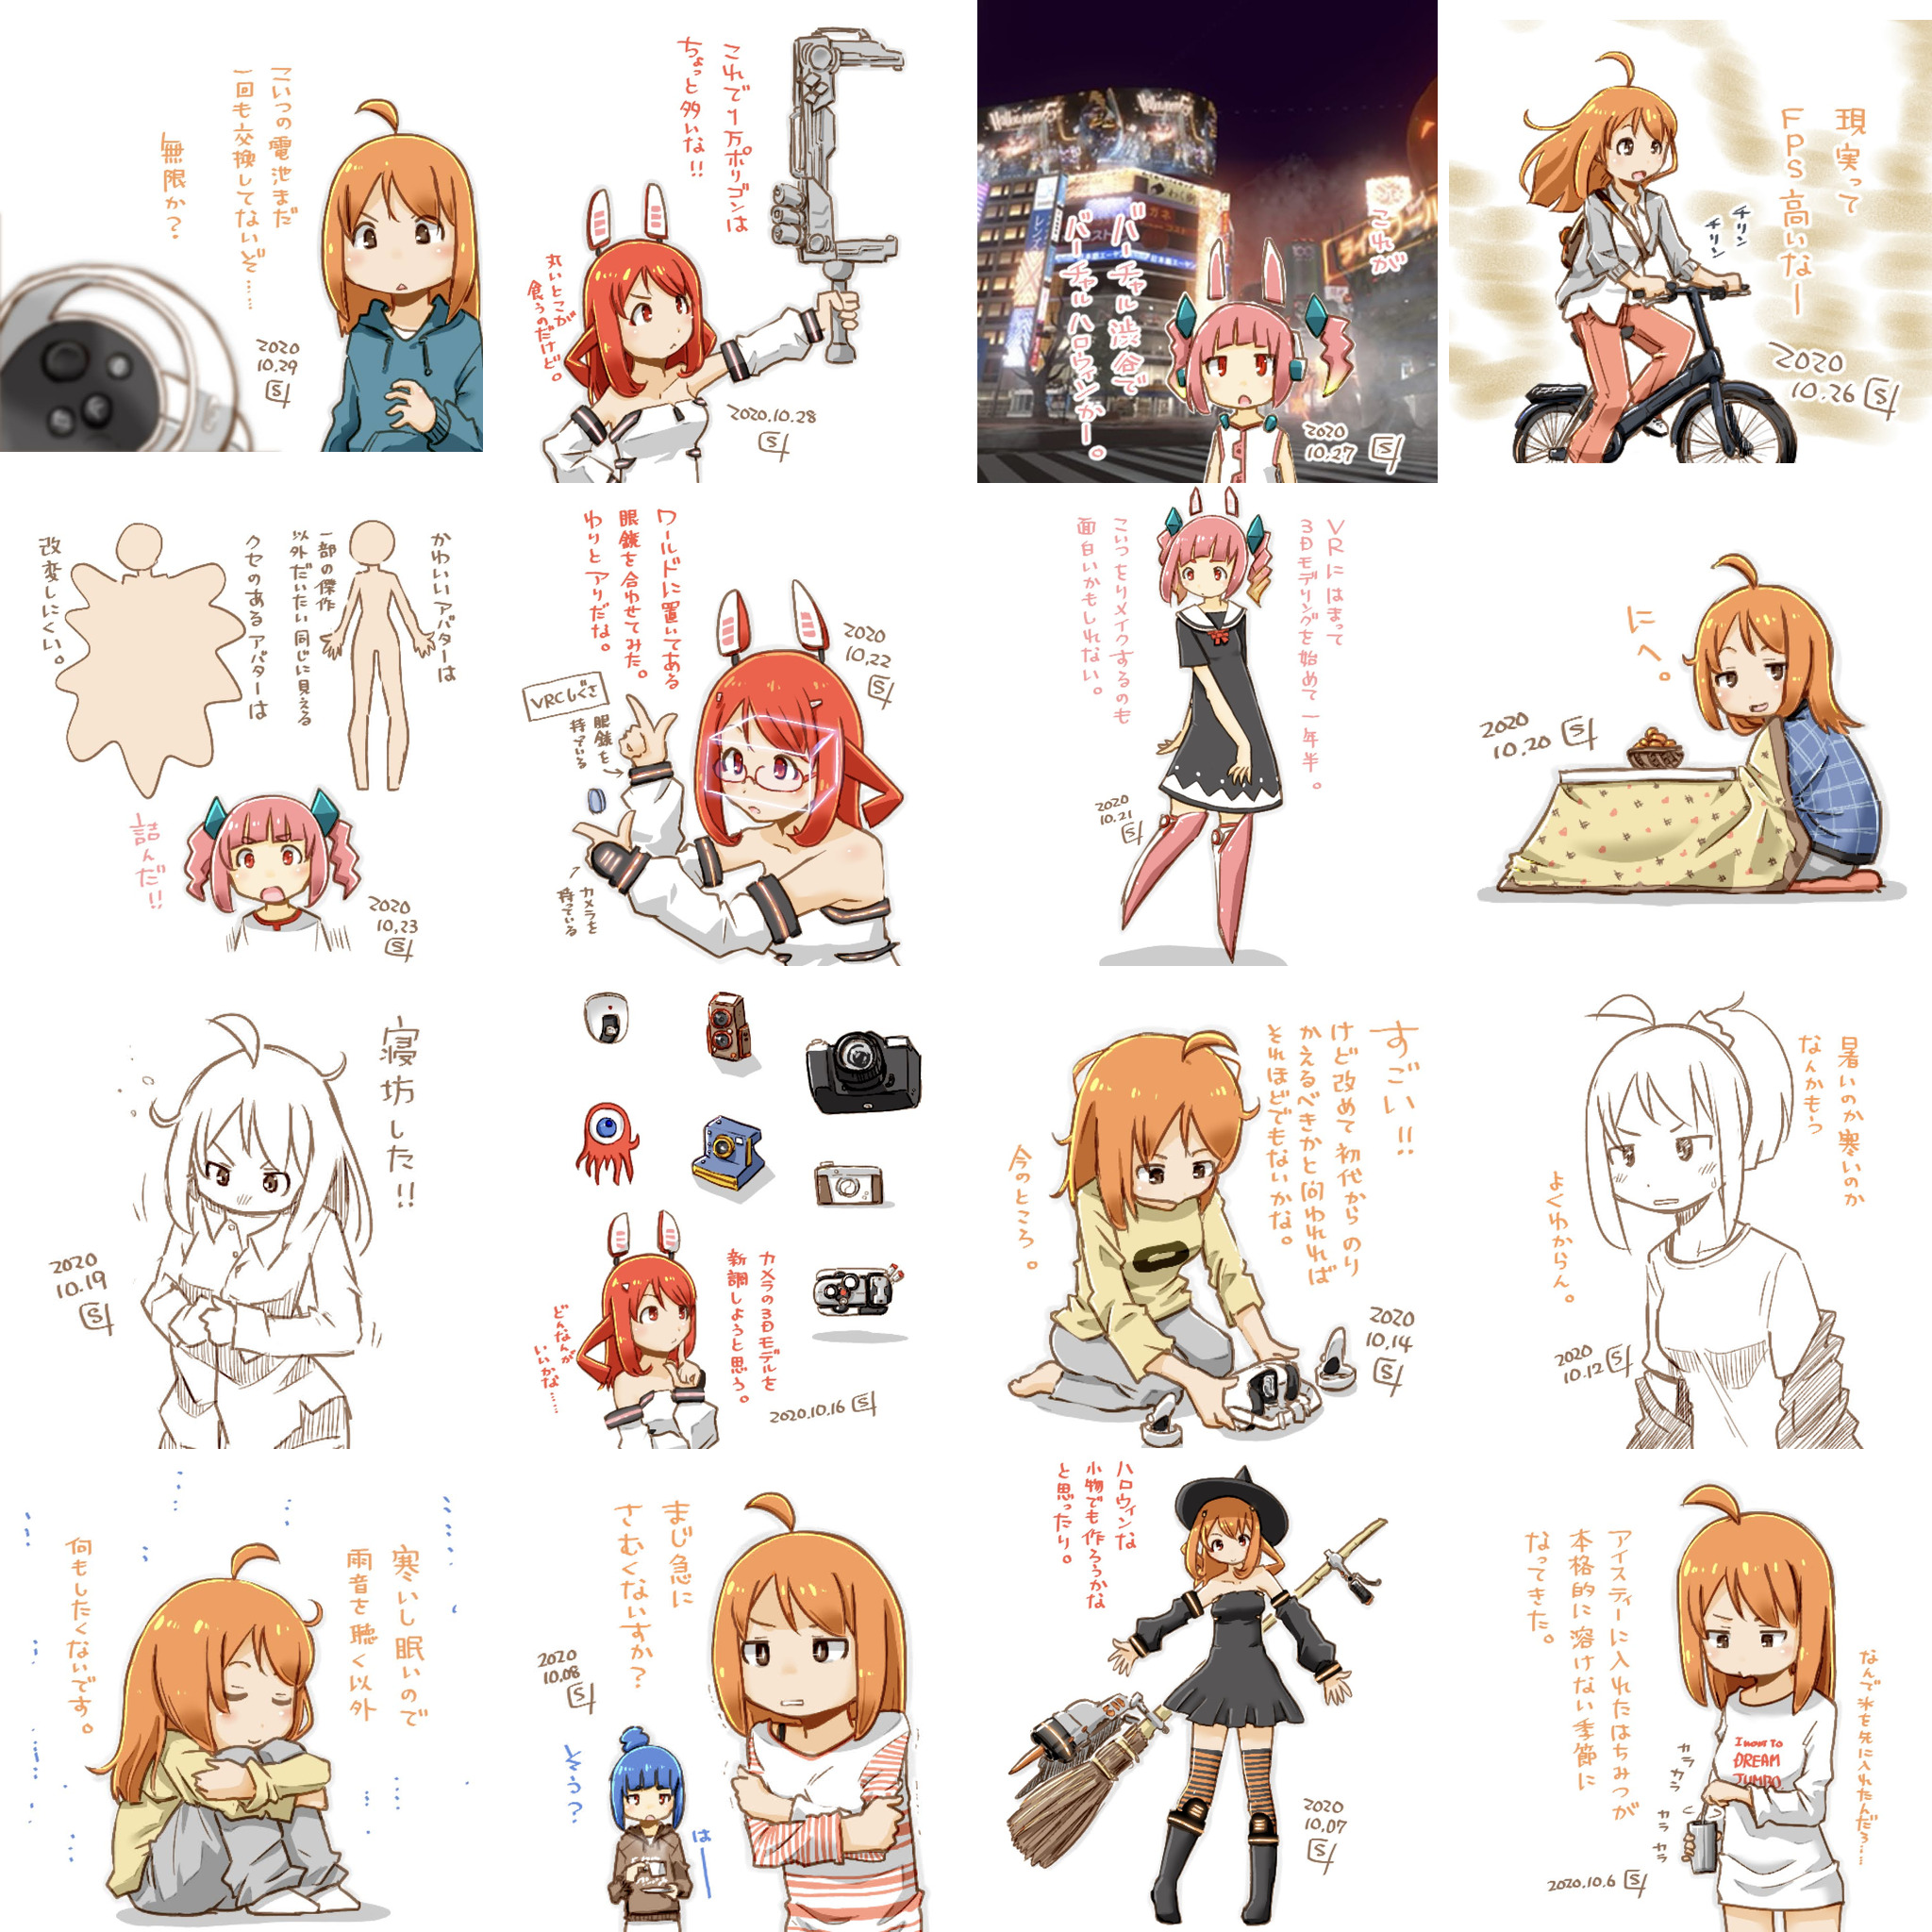 こいつの電池まだ
一回も交換してないぞ……
無限か？
2020
10.29
これで1万ポリゴンは
ちょっと多いな!!
丸いとこが
食うのだけど。
2020.10.28
これが
バーチャル渋谷で
バーチャルハロウィンかー。
2020
10.27
現実って
FPS高いなー
チリン
チリン
2020
10.26
かわいいアバターは
一部の傑作
以外だいたい同じに見える
クセのあるアバターは
改変しにくい。
詰んだ!!
2020
10.23
ワールドに置いてある
眼鏡を合わせてみた。
わりとアリだな。
VRCしぐさ
眼鏡を
持っている
カメラを
持っている
2020
10.22
VRにはまって
3Dモデリングを始めて一年半。
こいつをリメイクするのも
面白いかもしれない。
2020
10.21
にへ。
2020
10.20
寝坊した!!
2020
10.19
カメラの3Dモデルを
新調しようと思う。
どんなんが
いいかな……
2020.10.16
すごい!!
けど改めて初代からのり
かえるべきかと問われれば
それほどでもないかな。
今のところ。
2020
10.14
暑いのか寒いのか
なんかもう
よくわからん。
2020
10.12
寒いし眠いので
雨音を聴く以外
何もしたくないです。
まじ急に
さむくないすか？
2020
10.08
そう？
は
ハロウィンな
小物でも作ろうかな
と思ったり。
2020
10.07
アイスティーに入れたはちみつが
本格的に溶けない季節に
なってきた。
なんで氷を先に入れたんだろ……
カラ
カラ
カラ
カラ
I want to
DREAM
JUMBO
2020.10.6